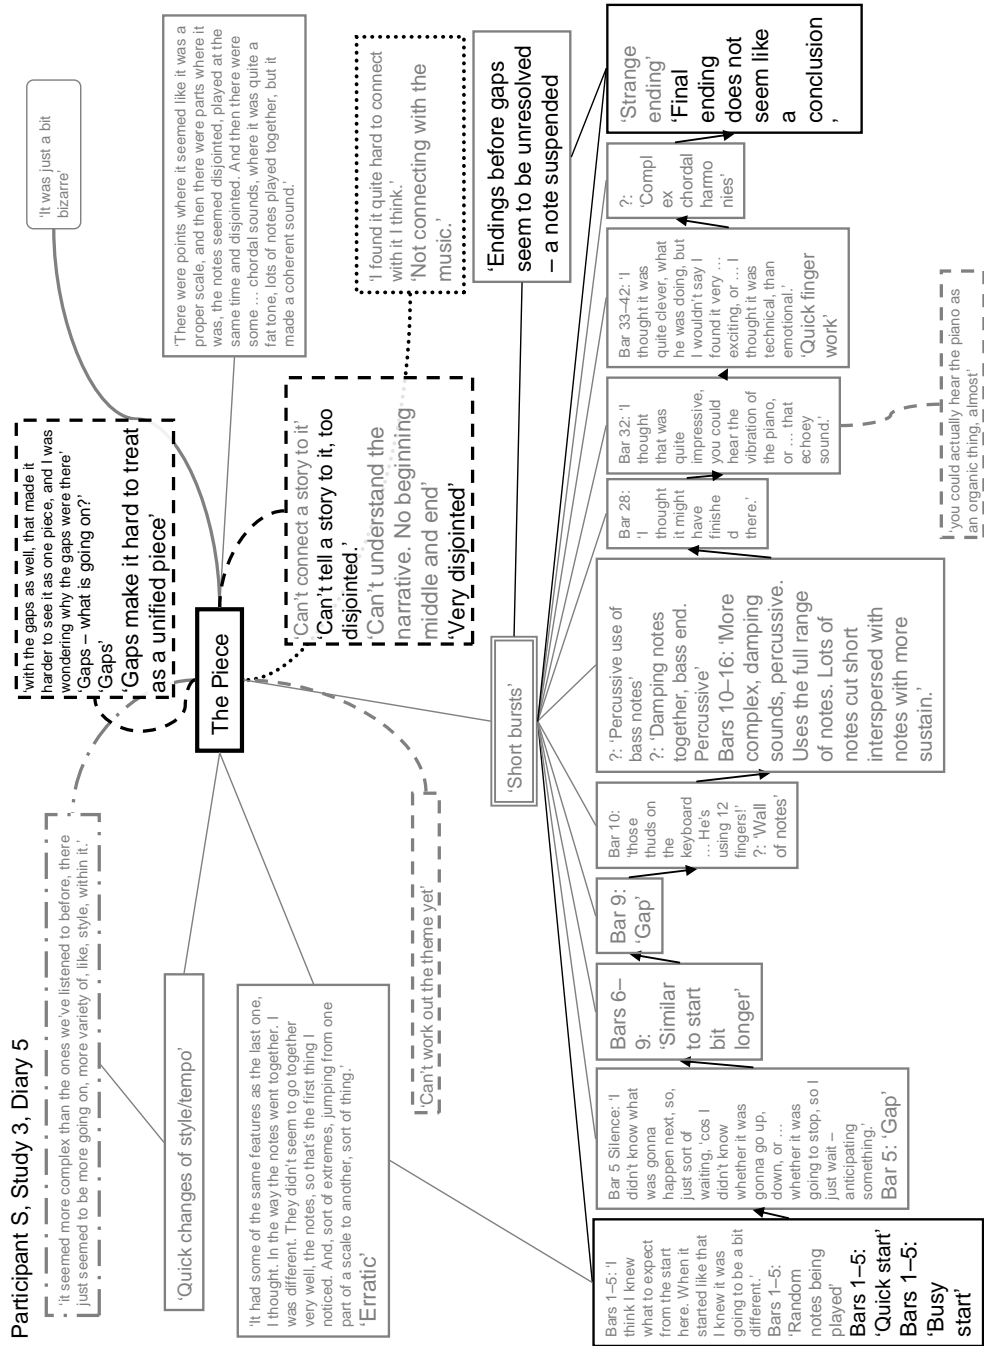 Participant S, Study 3, Diary 5
‘it seemed more complex than the ones we’ve listened to before, there
just seemed to be more going on, more variety of, like, style, within it.’
‘with the gaps as well, that made it
harder to see it as one piece, and I was
wondering why the gaps were there’
‘Gaps – what is going on?’
‘Gaps’
‘Gaps make it hard to treat
as a unified piece’
‘It was just a bit
bizarre’
‘Quick changes of style/tempo’
The Piece
‘There were points where it seemed like it was a
proper scale, and then there were parts where it
was, the notes seemed disjointed, played at the
same time and disjointed. And then there were
some … chordal sounds, where it was quite a
fat tone, lots of notes played together, but it
made a coherent sound.’
‘It had some of the same features as the last one,
I thought. In the way the notes went together. I
was different. They didn’t seem to go together
very well, the notes, so that’s the first thing I
noticed. And, sort of extremes, jumping from one
part of a scale to another, sort of thing.’
‘Erratic’
‘Can’t connect a story to it’
‘Can’t tell a story to it, too
disjointed.’
‘Can’t understand the
narrative. No beginning
middle and end’
‘Very disjointed’
‘I found it quite hard to connect
with it I think.’
‘Not connecting with the
music.’
‘Can’t work out the theme yet’
‘Short bursts’
‘Endings before gaps
seem to be unresolved
– a note suspended
Bars 1–5: ‘I
think I knew
what to expect
from the start
here. When it
started like that
I knew it was
going to be a bit
different.’
Bars 1–5:
‘Random
notes being
played’
Bars 1–5:
‘Quick start’
Bars 1–5:
‘Busy
start’
Bar 5 Silence: ‘I
didn’t know what
was gonna
happen next, so,
just sort of
waiting, ‘cos I
didn’t know
whether it was
gonna go up,
down, or …
whether it was
going to stop, so I
just wait –
anticipating
something.’
Bar 5: ‘Gap’
Bars 6–
9:
‘Similar
to start
bit
longer’
Bar 9:
‘Gap’
Bar 10:
‘those
thuds on
the
keyboard
… He’s
using 12
fingers!’
?: ‘Wall
of notes’
?: ‘Percussive use of
bass notes’
?: ‘Damping notes
together, bass end.
Percussive’
Bars 10–16: ‘More
complex, damping
sounds, percussive.
Uses the full range
of notes. Lots of
notes cut short
interspersed with
notes with more
sustain.’
Bar 28:
‘I
thought
it might
have
finishe
d
there.’
Bar 32: ‘I
thought
that was
quite
impressive,
you could
hear the
vibration of
the piano,
or … that
echoey
sound.’
Bar 33–42: ‘I
thought it was
quite clever, what
he was doing, but
I wouldn’t say I
found it very …
exciting, or … I
thought it was
technical, than
emotional.’
‘Quick finger
work’
?:
‘Compl
ex
chordal
harmo
nies’
‘Strange
ending’
‘Final
ending
does not
seem like
a
conclusion
’
‘you could actually hear the piano as
an organic thing, almost’